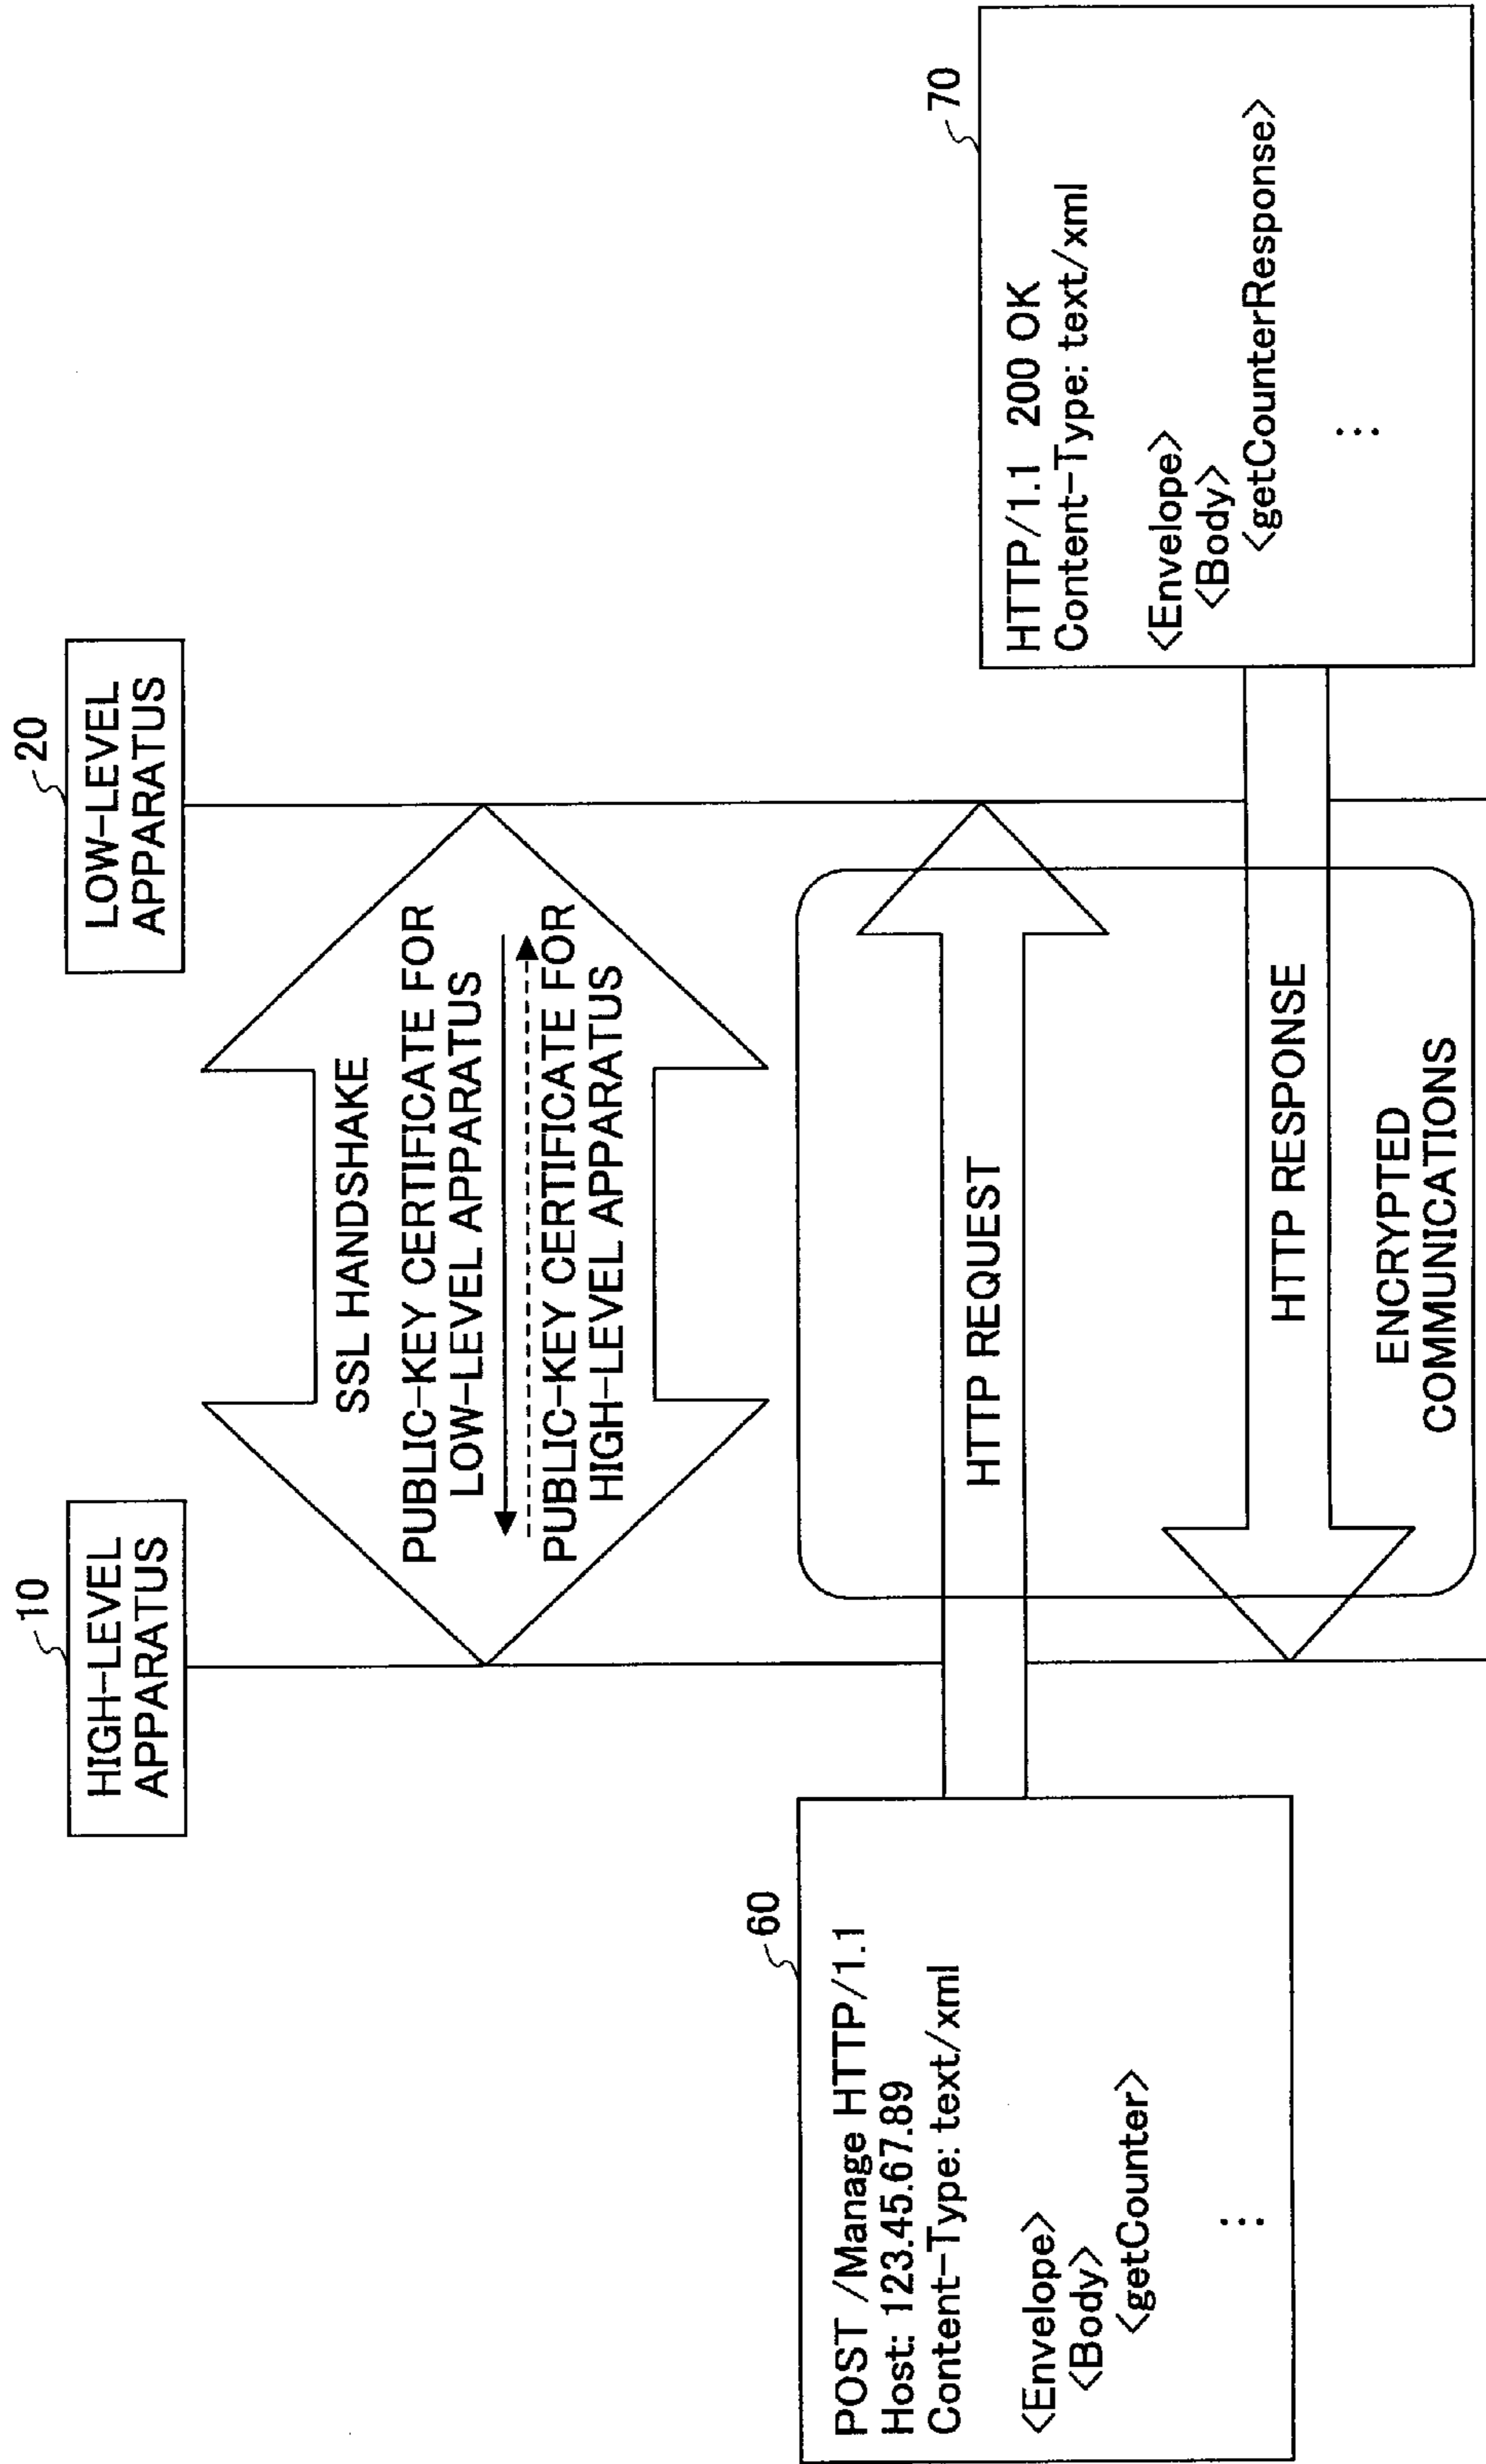 10
HIGH-LEVEL
APPARATUS
20
LOW-LEVEL
APPARATUS
SSL HANDSHAKE
PUBLIC-KEY CERTIFICATE FOR
LOW-LEVEL APPARATUS
PUBLIC-KEY CERTIFICATE FOR
HIGH-LEVEL APPARATUS
60
POST /Manage HTTP/1.1
Host: 123.45.67.89
Content-Type: text/xml
<Envelope>
<Body>
<getCounter>
⋮
HTTP REQUEST
70
HTTP/1.1 200 OK
Content-Type: text/xml
<Envelope>
<Body>
<getCounterResponse>
⋮
HTTP RESPONSE
ENCRYPTED
COMMUNICATIONS